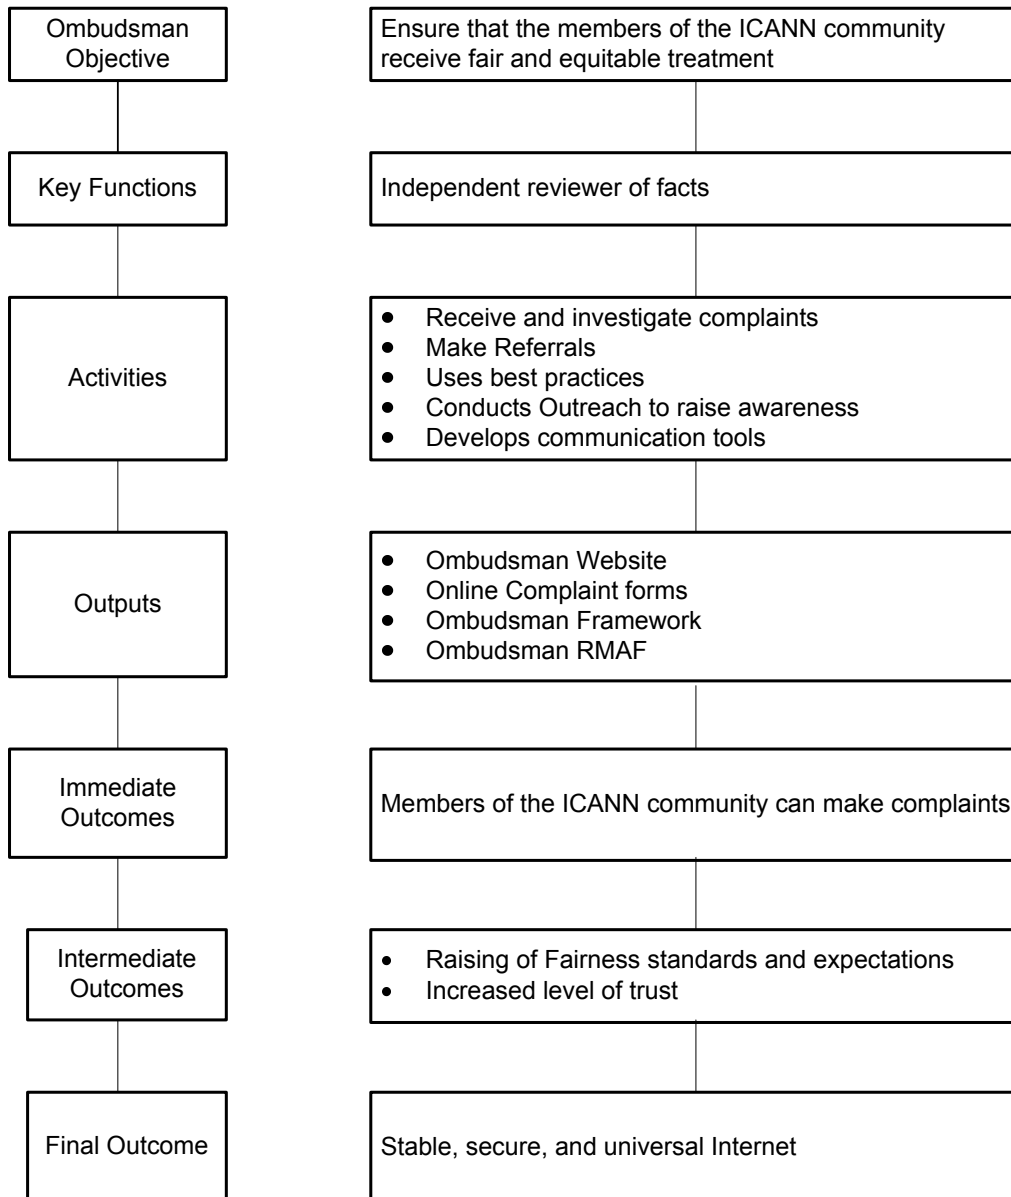 Ombudsman
Objective
Ensure that the members of the ICANN community
receive fair and equitable treatment
Key Functions
Independent reviewer of facts
Activities
• Receive and investigate complaints
• Make Referrals
• Uses best practices
• Conducts Outreach to raise awareness
• Develops communication tools
Outputs
• Ombudsman Website
• Online Complaint forms
• Ombudsman Framework
• Ombudsman RMAF
Immediate
Outcomes
Members of the ICANN community can make complaints
Intermediate
Outcomes
• Raising of Fairness standards and expectations
• Increased level of trust
Final Outcome
Stable, secure, and universal Internet